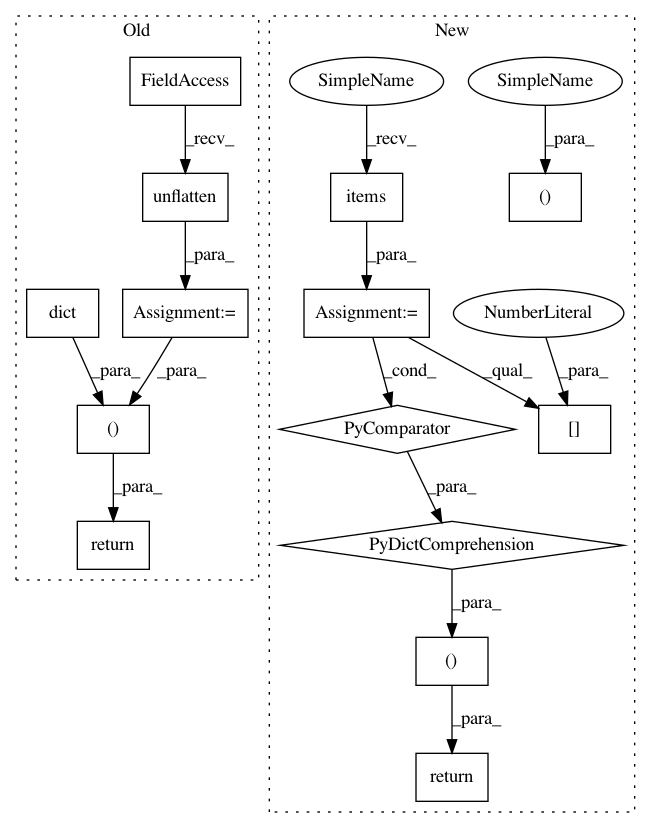 Old
New
FieldAccess
SimpleName
SimpleName
_recv_
_recv_
_para_
unflatten
items
()
_para_
_para_
dict
Assignment:=
Assignment:=
NumberLiteral
_para_
_para_
_cond_
_qual_
_para_
()
PyComparator
[]
_para_
_para_
return
PyDictComprehension
_para_
()
_para_
return